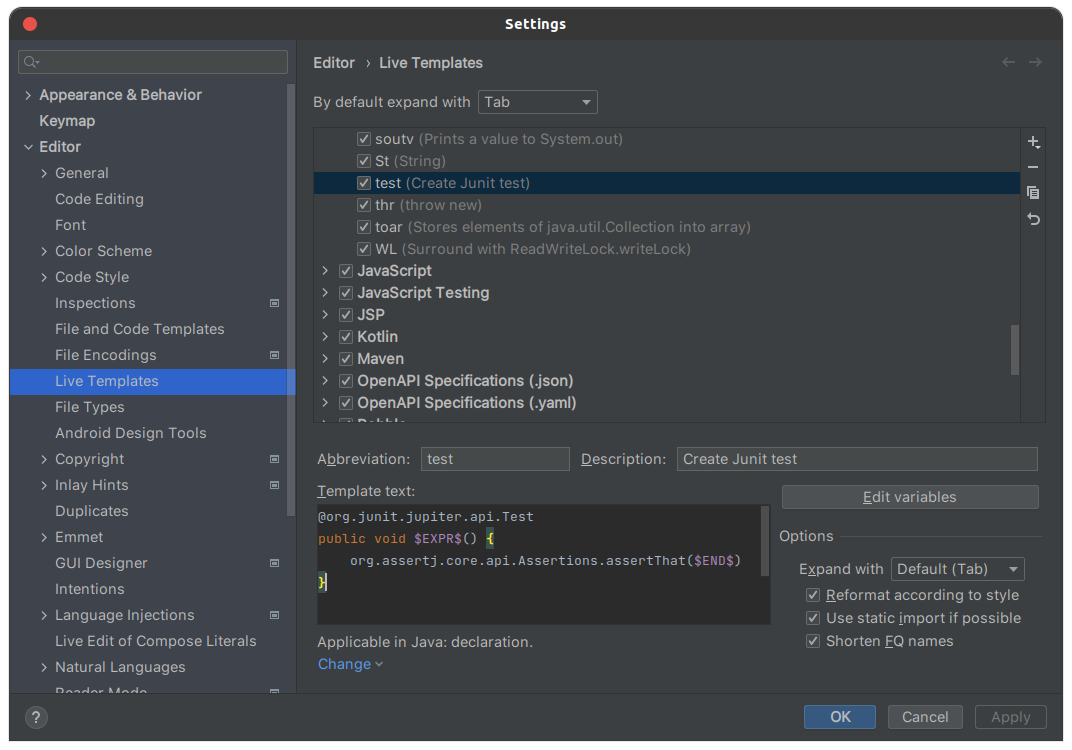 Settings
Appearance & Behavior
Keymap
Editor
General
Code Editing
Font
Color Scheme
Code Style
Inspections
File and Code Templates
File Encodings
Live Templates
File Types
Android Design Tools
Copyright
Inlay Hints
Duplicates
Emmet
GUI Designer
Intentions
Language Injections
Live Edit of Compose Literals
Natural Languages
Reader Mode
Editor › Live Templates
By default expand with Tab
soutv (Prints a value to System.out)
St (String)
test (Create Junit test)
thr (throw new)
toar (Stores elements of java.util.Collection into array)
WL (Surround with ReadWriteLock.writeLock)
JavaScript
JavaScript Testing
JSP
Kotlin
Maven
OpenAPI Specifications (.json)
OpenAPI Specifications (.yaml)
Abbreviation: test Description: Create Junit test
Template text:
@org.junit.jupiter.api.Test
public void $EXPR$() {
    org.assertj.core.api.Assertions.assertThat($END$)
}
Applicable in Java: declaration.
Change
Edit variables
Options
Expand with Default (Tab)
Reformat according to style
Use static import if possible
Shorten FQ names
?
OK Cancel Apply